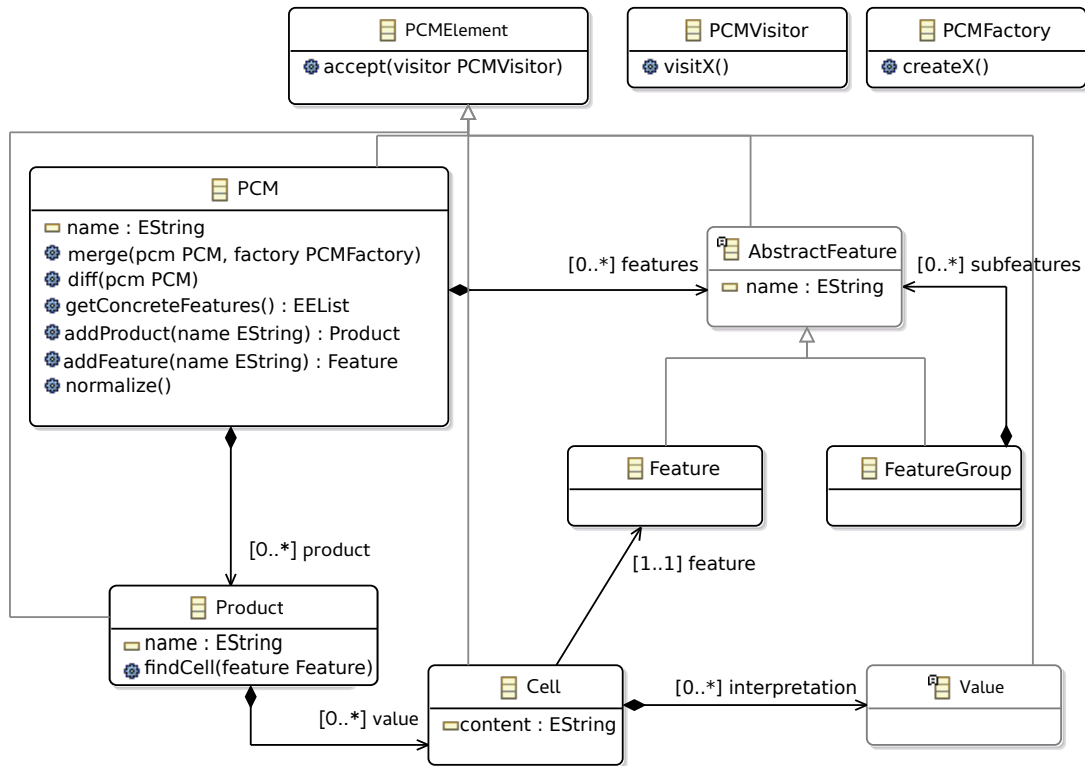 PCMElement
accept(visitor PCMVisitor)
PCMVisitor
visitX()
PCMFactory
createX()
PCM
name : EString
merge(pcm PCM, factory PCMFactory)
diff(pcm PCM)
getConcreteFeatures() : EEList
addProduct(name EString) : Product
addFeature(name EString) : Feature
normalize()
[0..*] features
AbstractFeature
name : EString
[0..*] subfeatures
Feature
FeatureGroup
[0..*] product
[1..1] feature
Product
name : EString
findCell(feature Feature)
[0..*] value
Cell
content : EString
[0..*] interpretation
Value